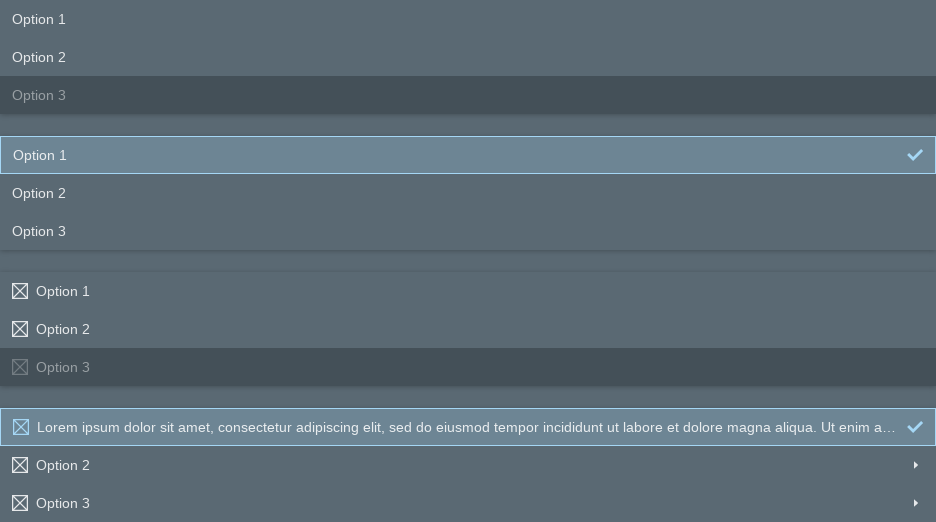 Option 1
Option 2
Option 3
Option 1
Option 2
Option 3
Option 1
Option 2
Option 3
Lorem ipsum dolor sit amet, consectetur adipiscing elit, sed do eiusmod tempor incididunt ut labore et dolore magna aliqua. Ut enim a…
Option 2
Option 3